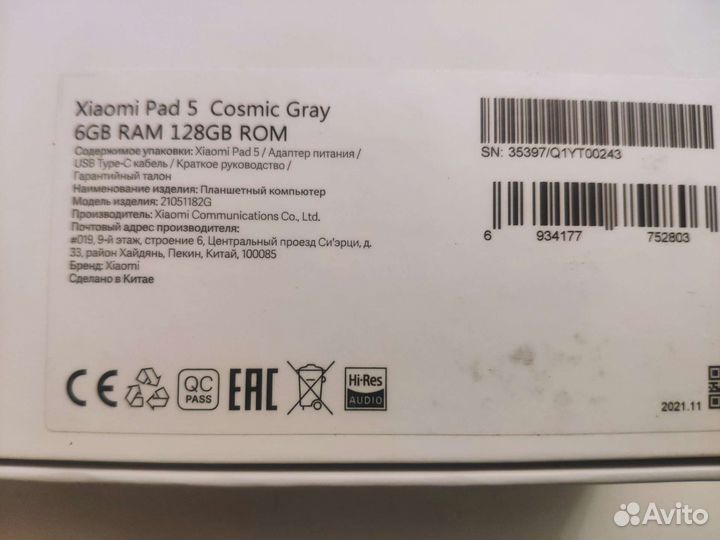 Xiaomi Pad 5 Cosmic Gray
6GB RAM 128GB ROM
Содержимое упаковки: Xiaomi Pad 5 / Адаптер питания /
USB Type-C кабель / Краткое руководство /
Гарантийный талон
Наименование изделия: Планшетный компьютер
Модель изделия: 21051182G
Производитель: Xiaomi Communications Co., Ltd.
Почтовый адрес производителя:
#019, 9-й этаж, строение 6, Центральный проезд Си'эрци, д.
33, район Хайдянь, Пекин, Китай, 100085
Бренд: Xiaomi
Сделано в Китае
SN: 35397/Q1YT00243
6 934177 752803
CE
QC
PASS
EAC
Hi-Res
AUDIO
2021.11
Avito